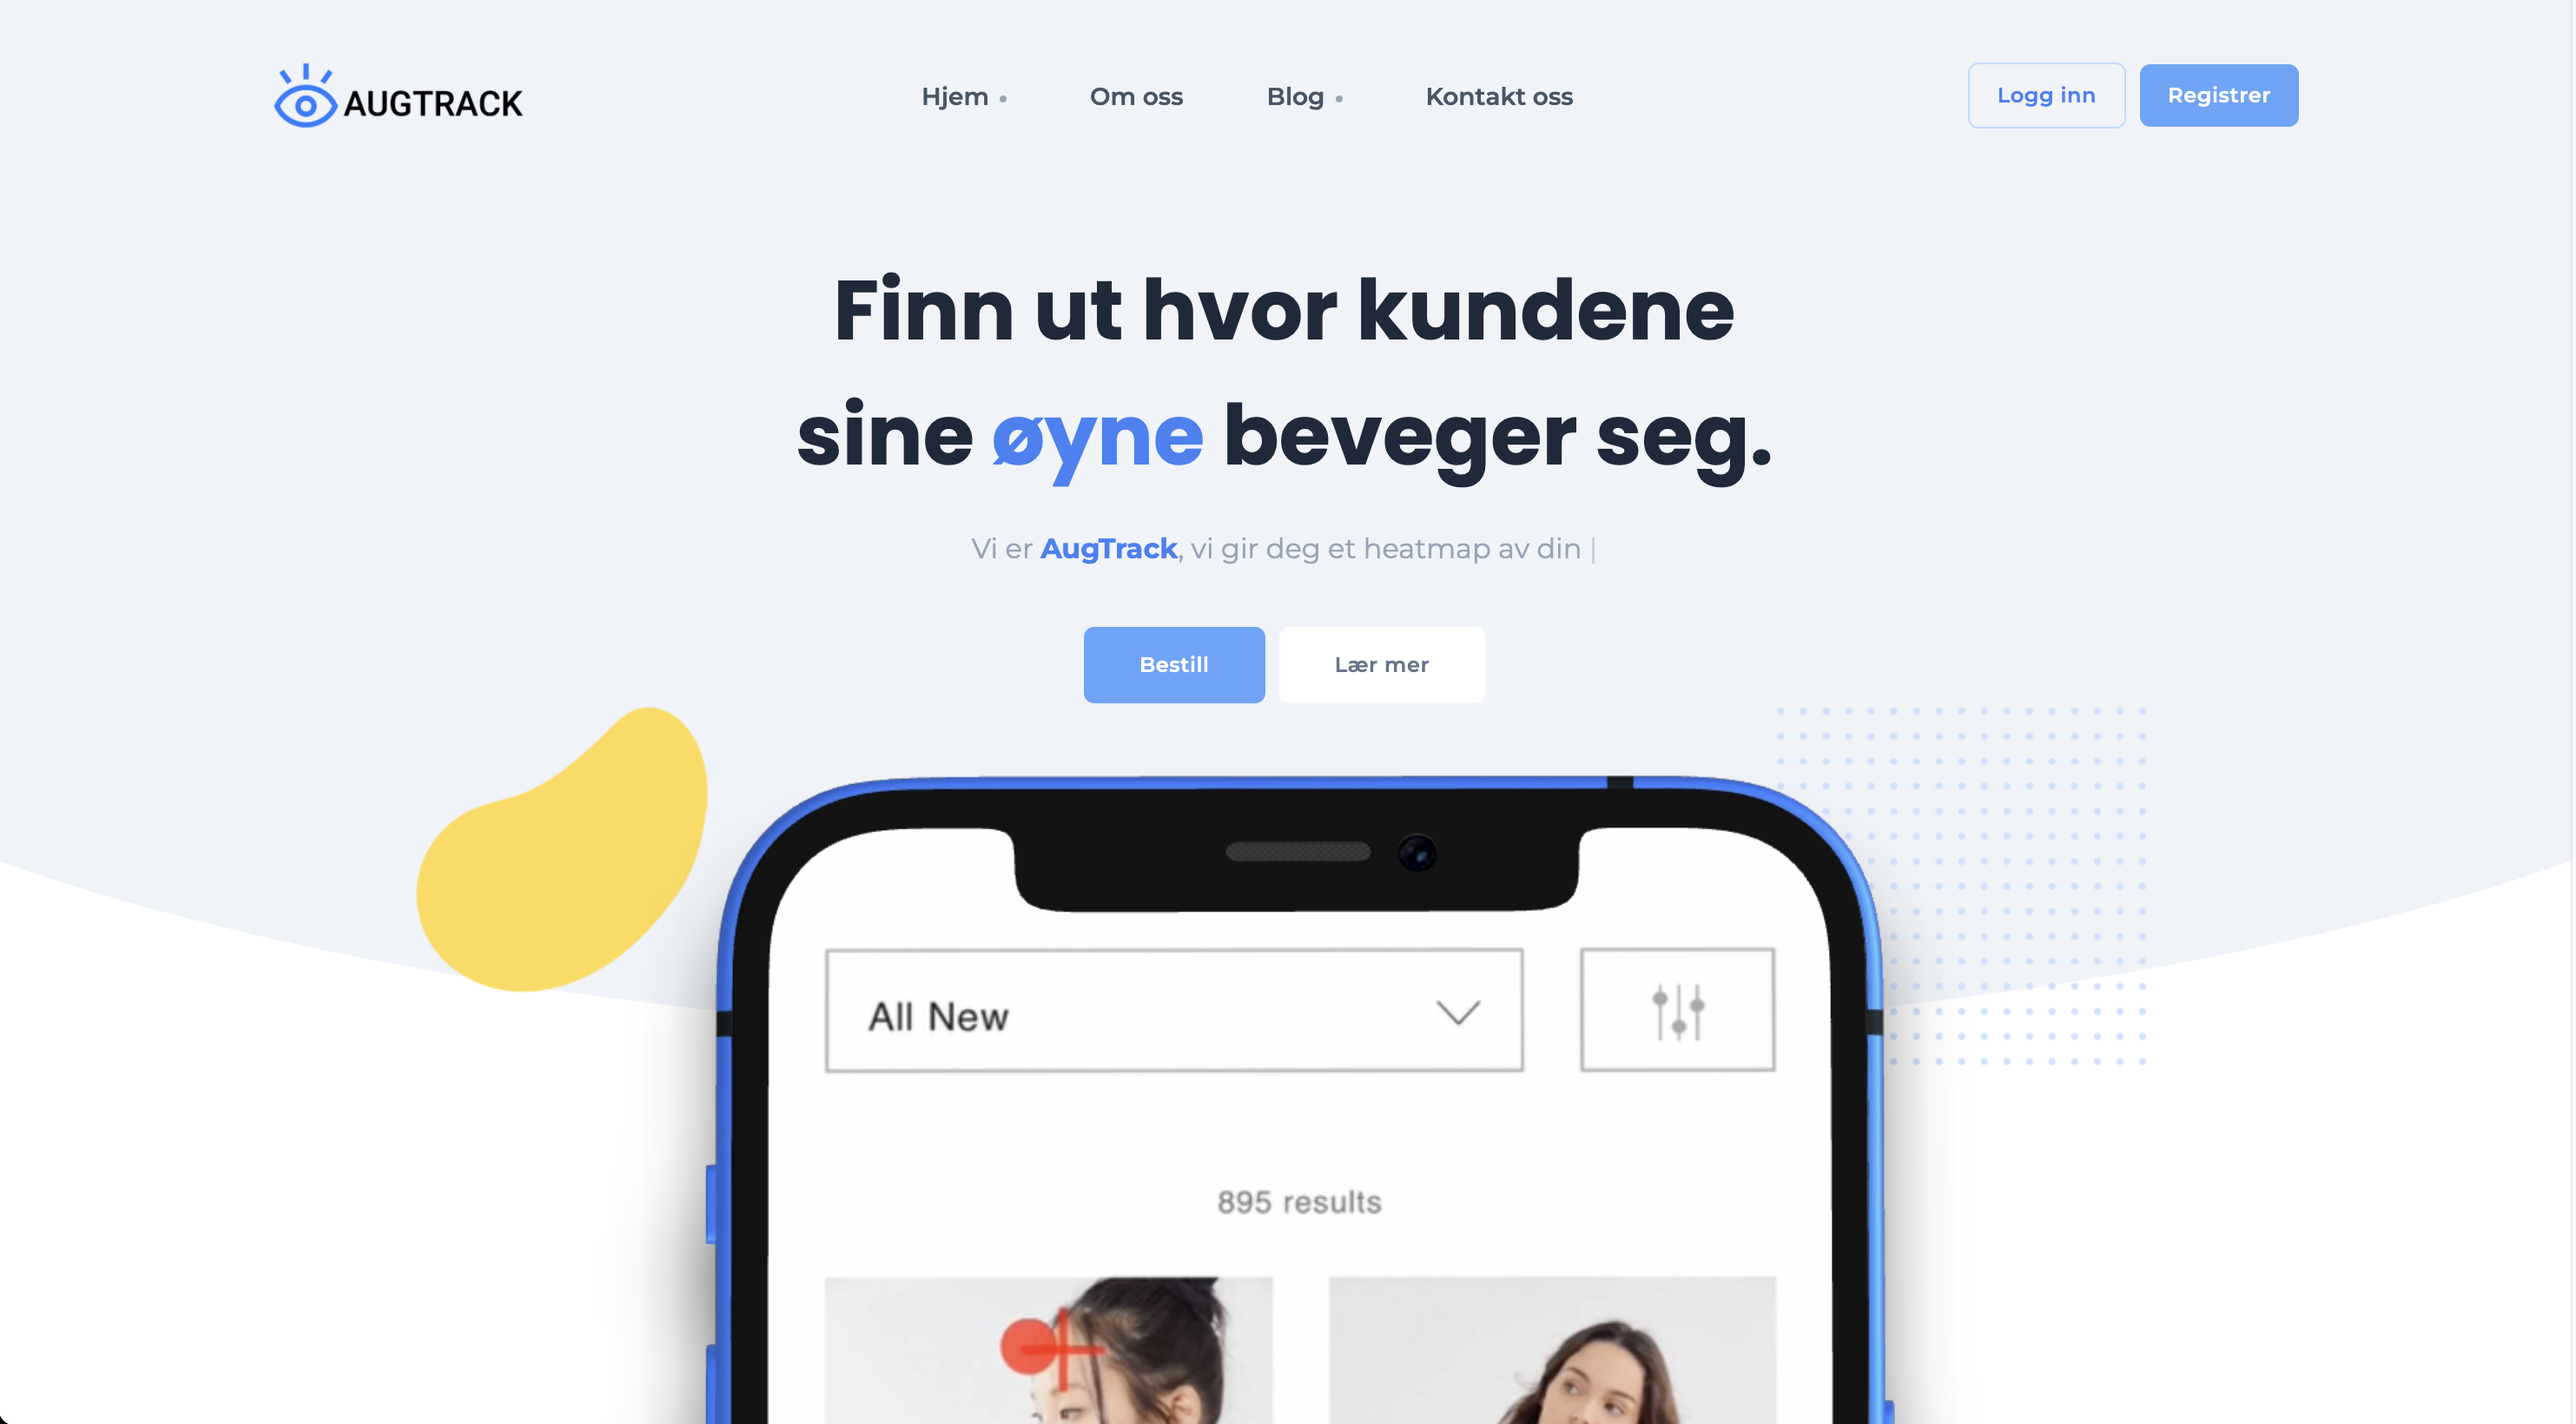 AUGTRACK
Hjem
Om oss
Blog
Kontakt oss
Logg inn
Registrer
Finn ut hvor kundene
sine øyne beveger seg.
Vi er AugTrack, vi gir deg et heatmap av din |
Bestill
Lær mer
All New
895 results